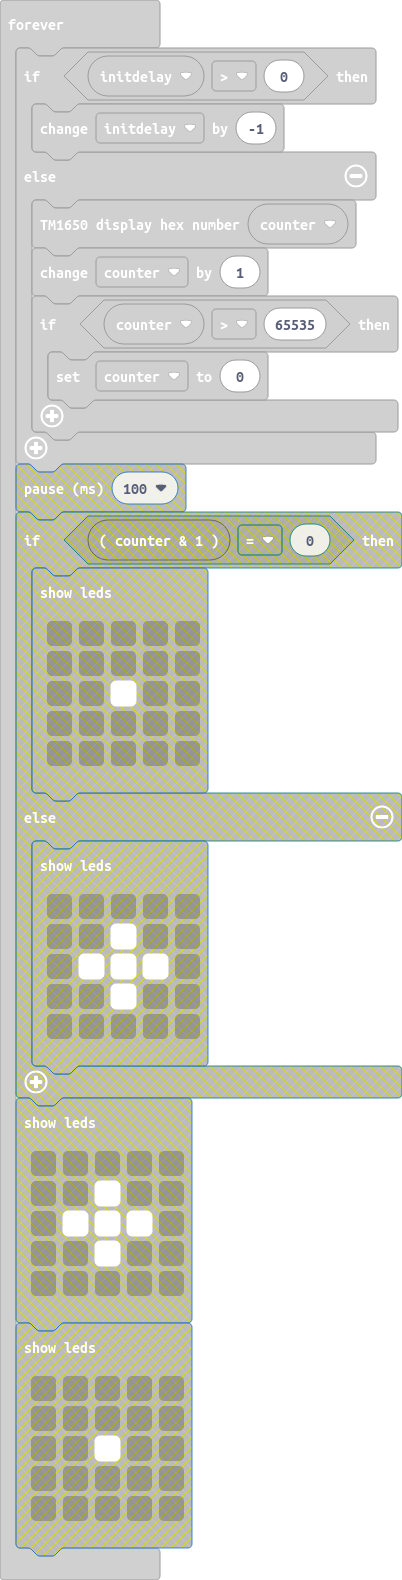 forever
if initdelay > 0 then
change initdelay by -1
else
TM1650 display hex number counter
change counter by 1
if counter > 65535 then
set counter to 0
pause (ms) 100
if ( counter & 1 ) = 0 then
show leds
else
show leds
show leds
show leds